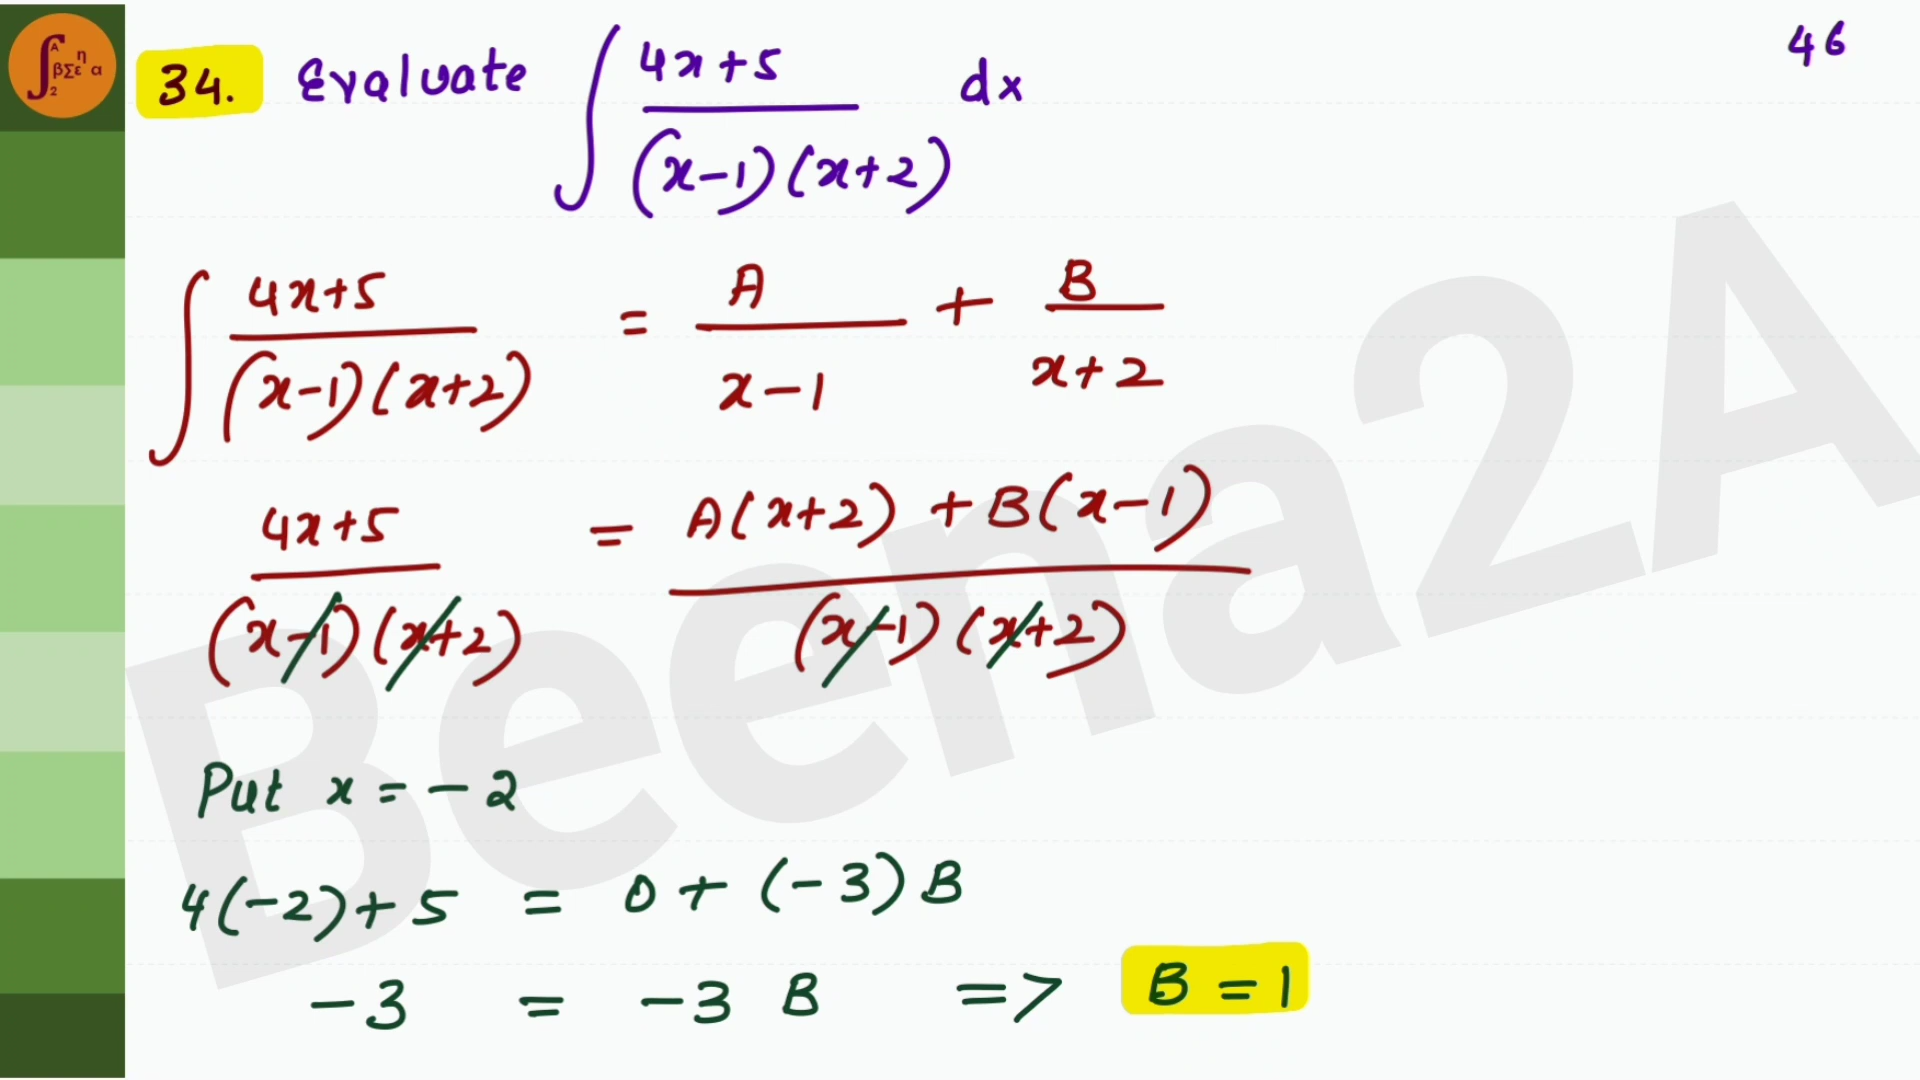 46
34. Evaluate ∫ (4x+5)/((x-1)(x+2)) dx
∫ (4x+5)/((x-1)(x+2)) = A/(x-1) + B/(x+2)
(4x+5)/((x-1)(x+2)) = (A(x+2) + B(x-1))/((x-1)(x+2))
Put x = -2
4(-2)+5 = 0 + (-3)B
-3 = -3 B => B = 1
Beena2A